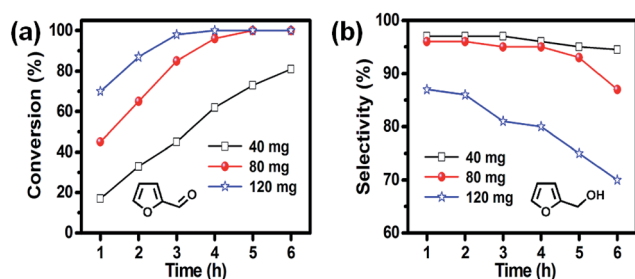 (a)
Conversion (%)
100
80
60
40
20
0
40 mg
80 mg
120 mg
O
O
1 2 3 4 5 6
Time (h)
(b)
Selectivity (%)
100
90
80
70
40 mg
80 mg
120 mg
O
OH
1 2 3 4 5 6
Time (h)